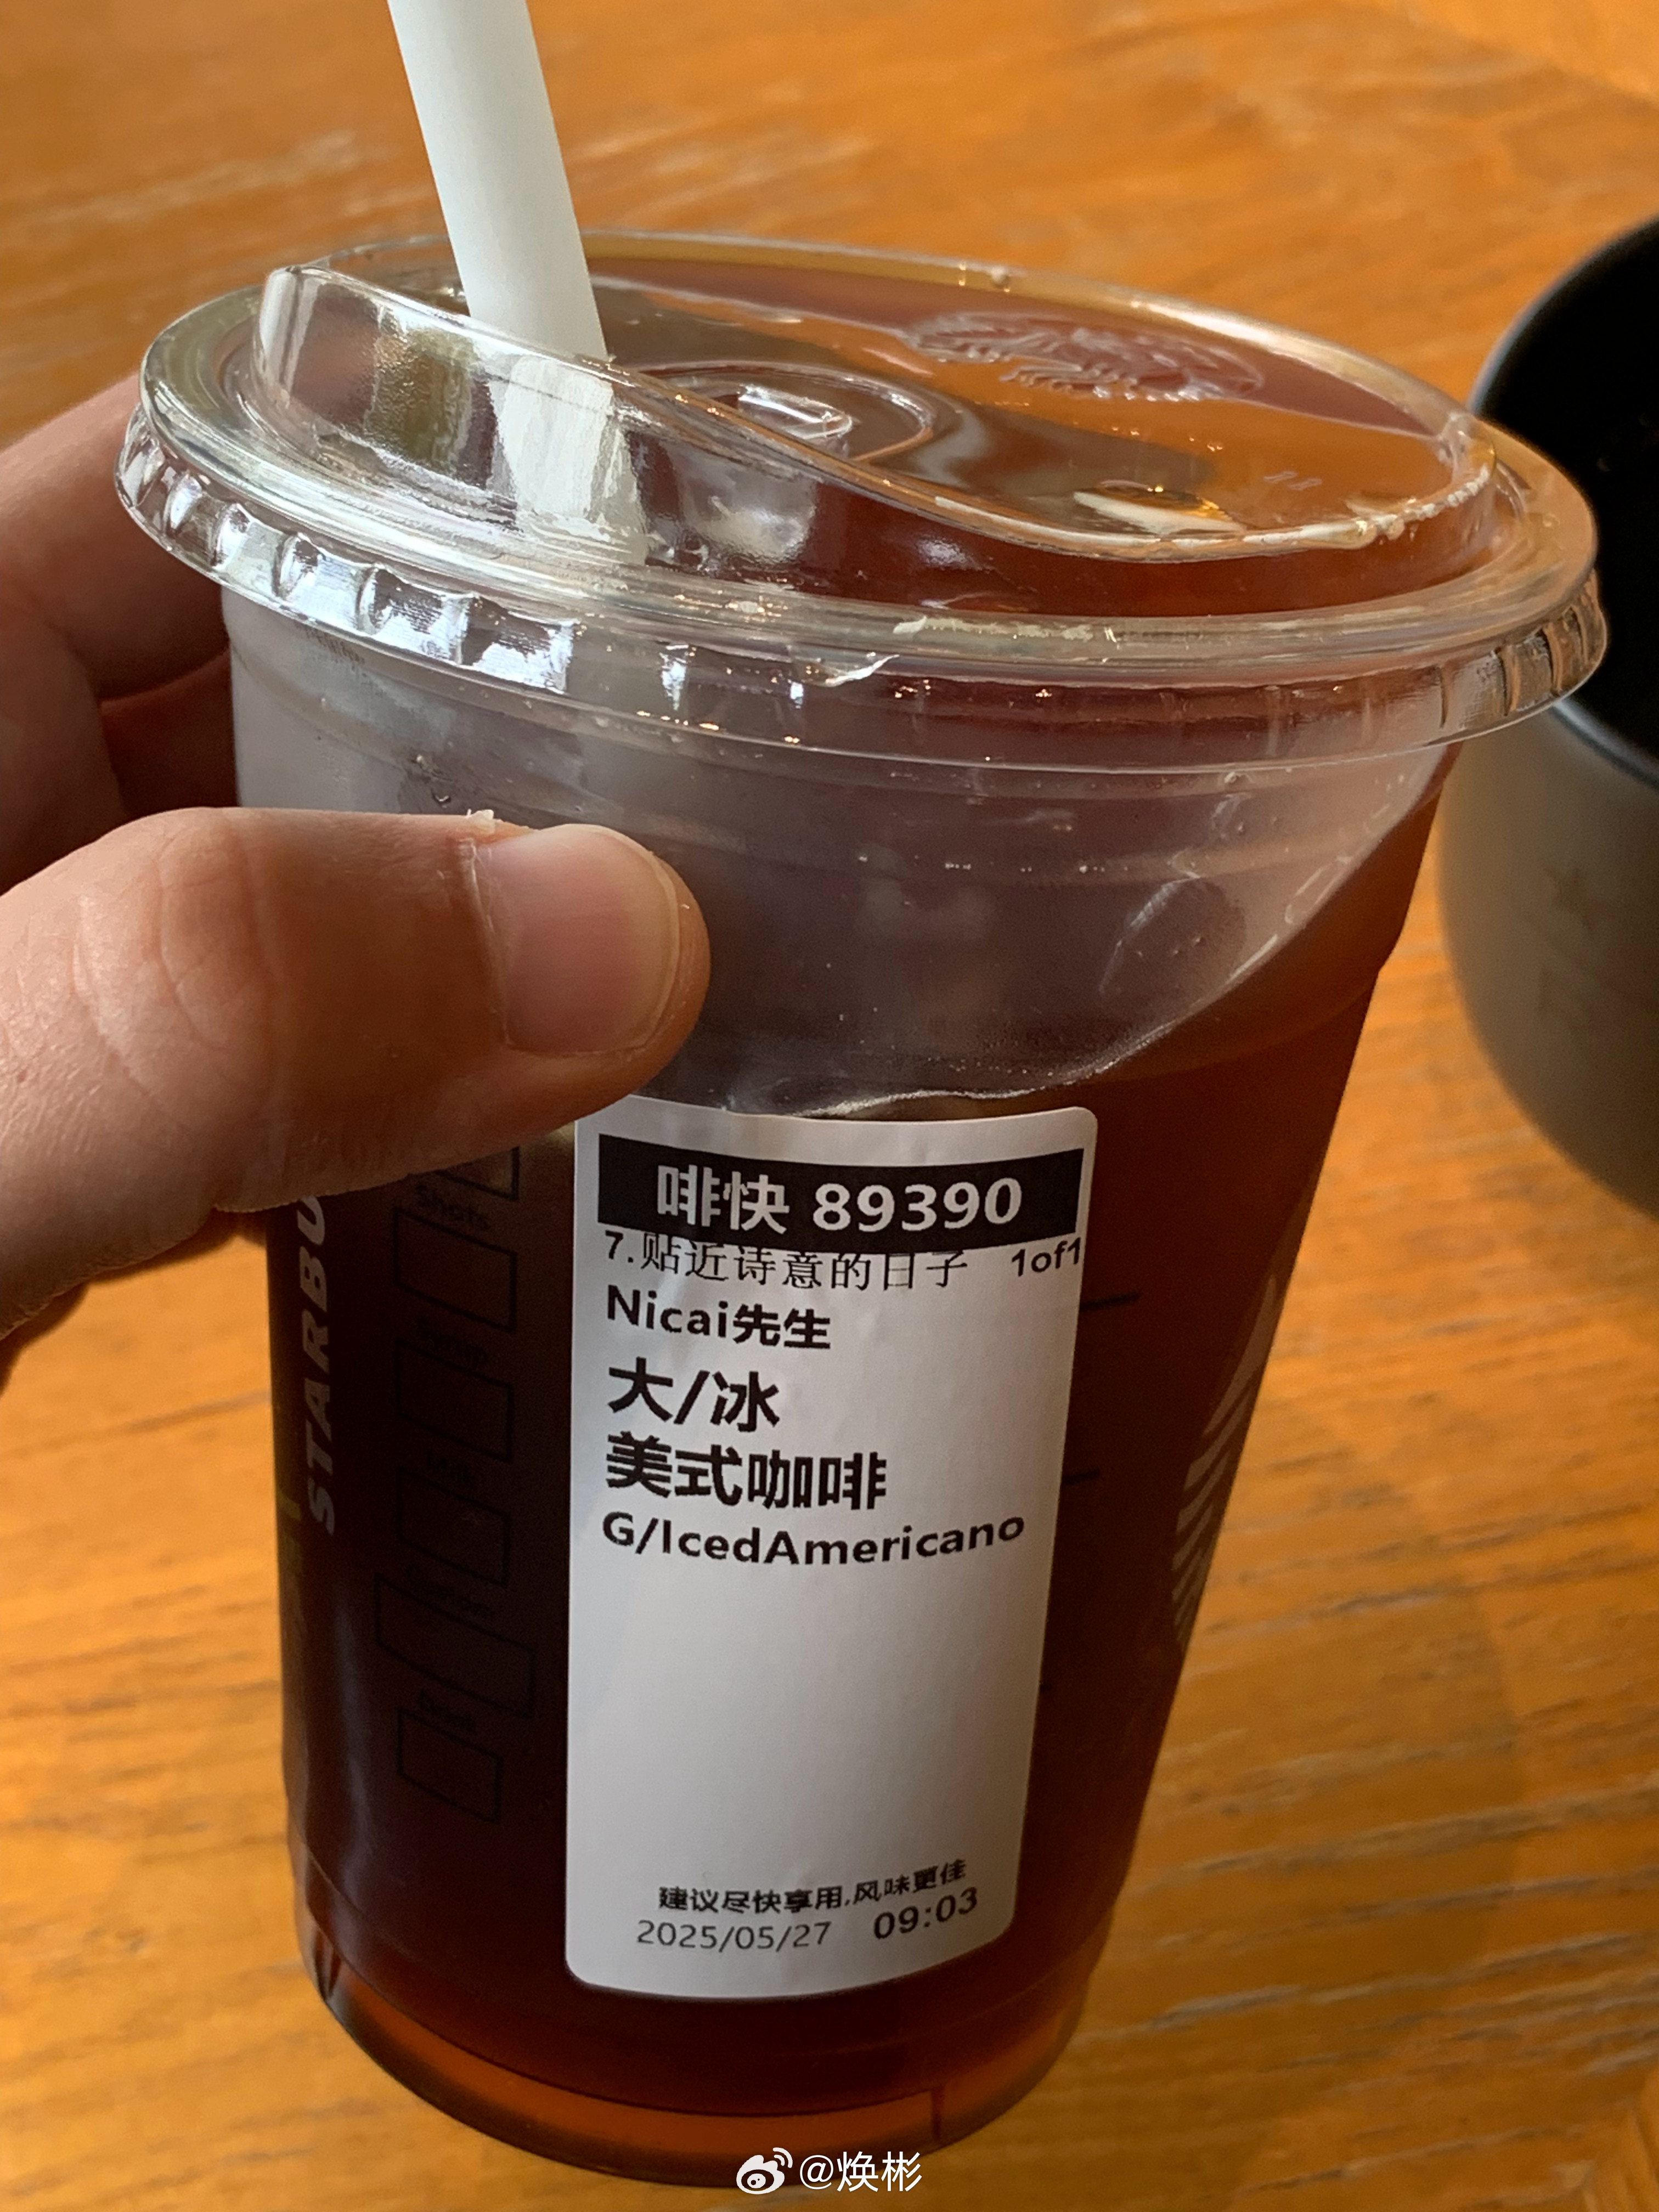 啡快 89390
7.贴近诗意的日子 1of1
Nicai先生
大/冰
美式咖啡
G/IcedAmericano
建议尽快享用,风味更佳
2025/05/27 09:03
STARBU
Shots
@焕彬